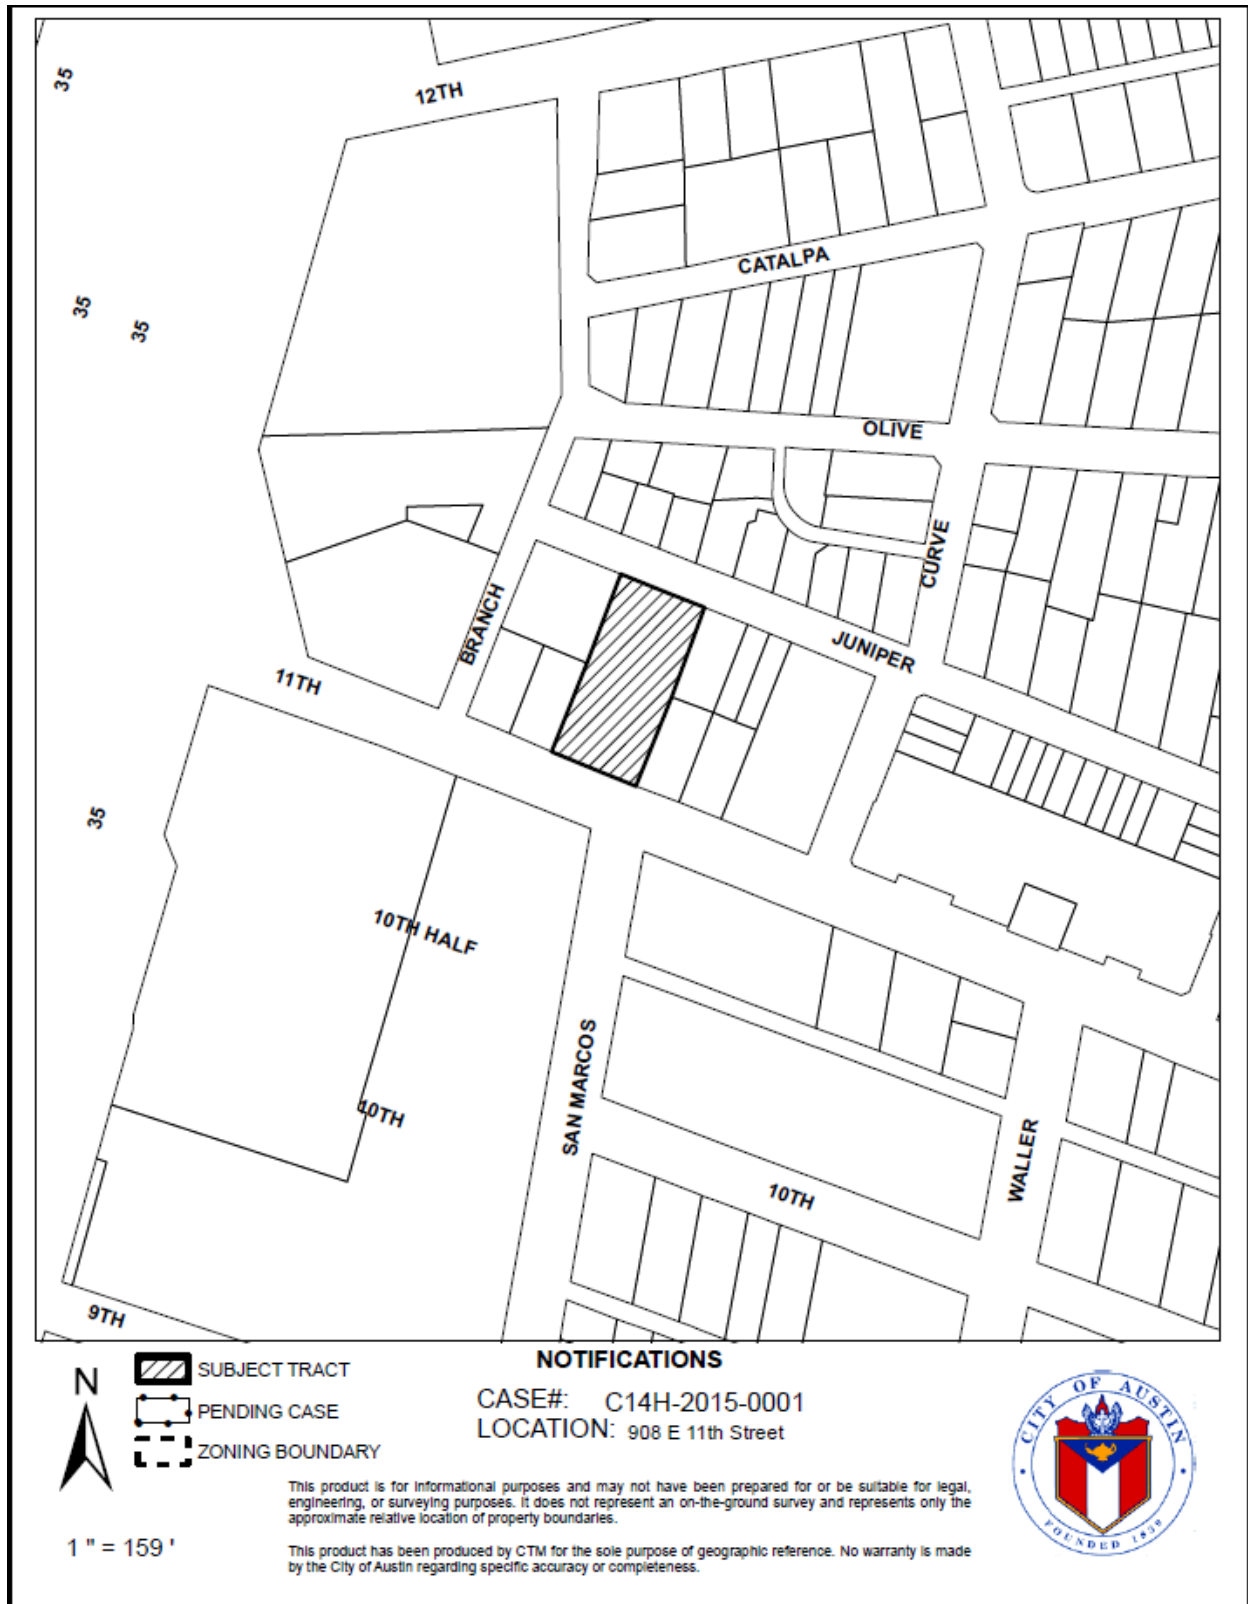 35
12TH
CATALPA
35
35
OLIVE
CURVE
BRANCH
JUNIPER
11TH
35
10TH HALF
SAN MARCOS
10TH
WALLER
10TH
9TH
NOTIFICATIONS
N
SUBJECT TRACT
PENDING CASE
ZONING BOUNDARY
CASE#: C14H-2015-0001
LOCATION: 908 E 11th Street
CITY OF AUSTIN
FOUNDED 1839
This product is for informational purposes and may not have been prepared for or be suitable for legal,
engineering, or surveying purposes. It does not represent an on-the-ground survey and represents only the
approximate relative location of property boundaries.
1 " = 159 '
This product has been produced by CTM for the sole purpose of geographic reference. No warranty is made
by the City of Austin regarding specific accuracy or completeness.